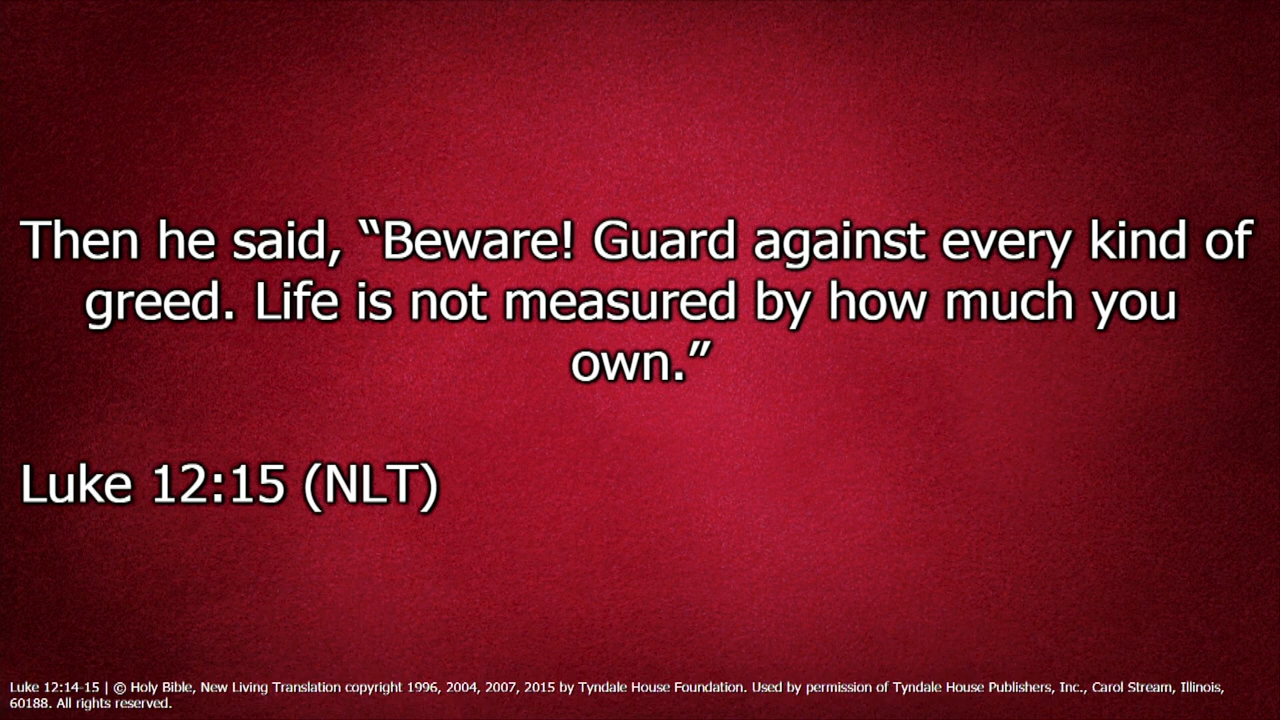 Then he said, “Beware! Guard against every kind of
greed. Life is not measured by how much you
own.”
Luke 12:15 (NLT)
Luke 12:14-15 | © Holy Bible, New Living Translation copyright 1996, 2004, 2007, 2015 by Tyndale House Foundation. Used by permission of Tyndale House Publishers, Inc., Carol Stream, Illinois,
60188. All rights reserved.